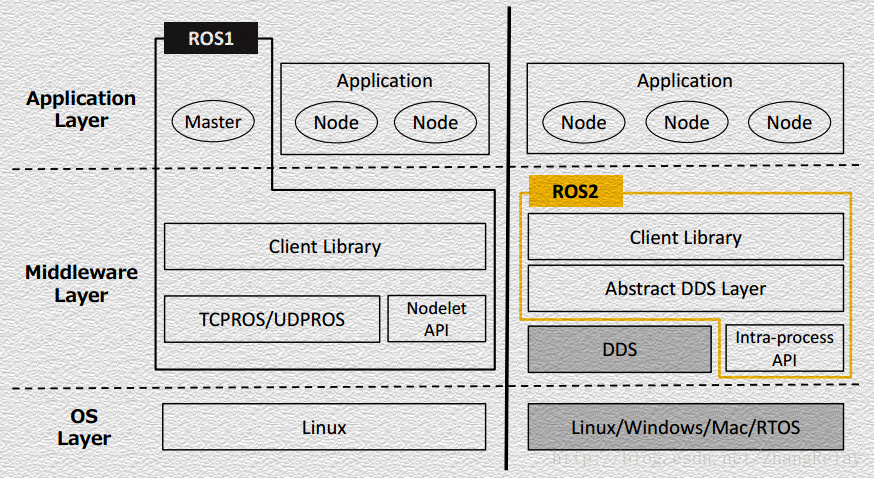 ROS1
Application
Layer
Master
Application
Node
Node
Application
Node
Node
Node
Middleware
Layer
Client Library
TCPROS/UDPROS
Nodelet
API
ROS2
Client Library
Abstract DDS Layer
DDS
Intra-process
API
OS
Layer
Linux
Linux/Windows/Mac/RTOS